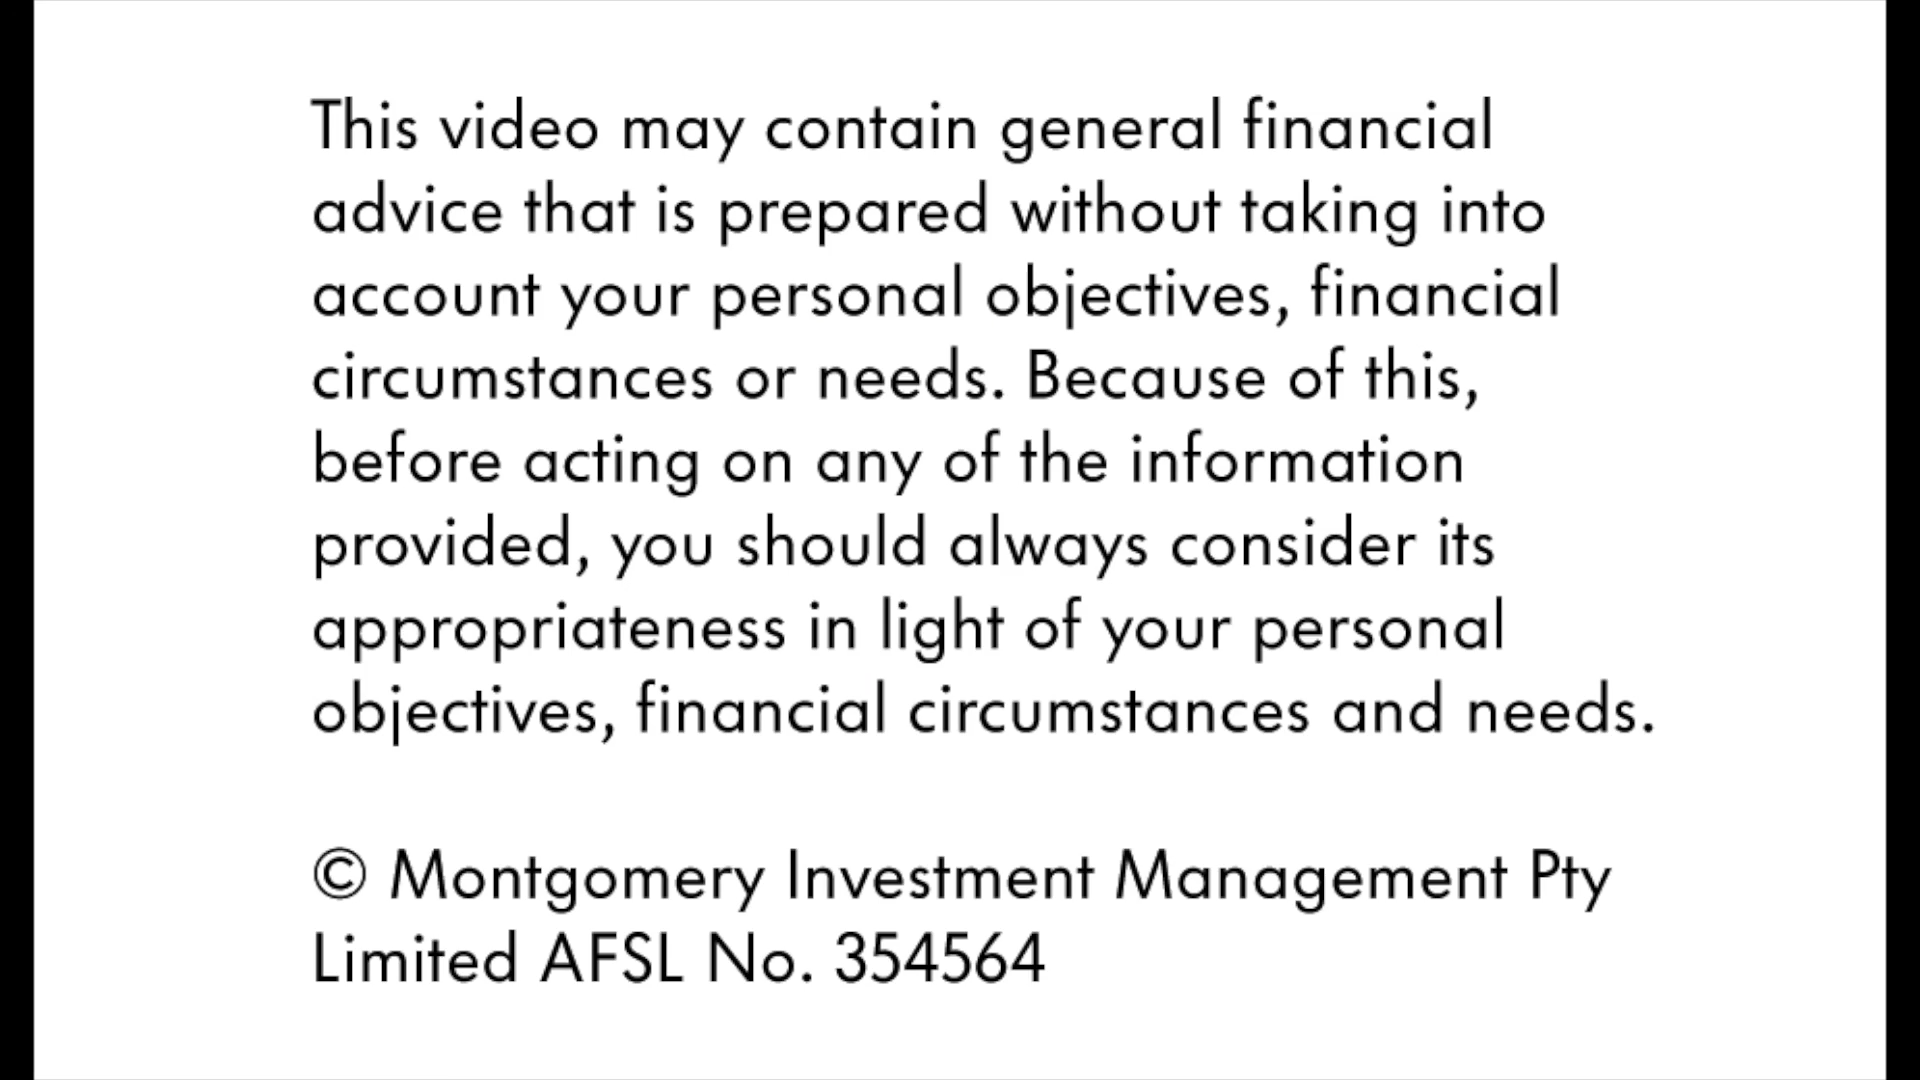 This video may contain general financial
advice that is prepared without taking into
account your personal objectives, financial
circumstances or needs. Because of this,
before acting on any of the information
provided, you should always consider its
appropriateness in light of your personal
objectives, financial circumstances and needs.
© Montgomery Investment Management Pty
Limited AFSL No. 354564